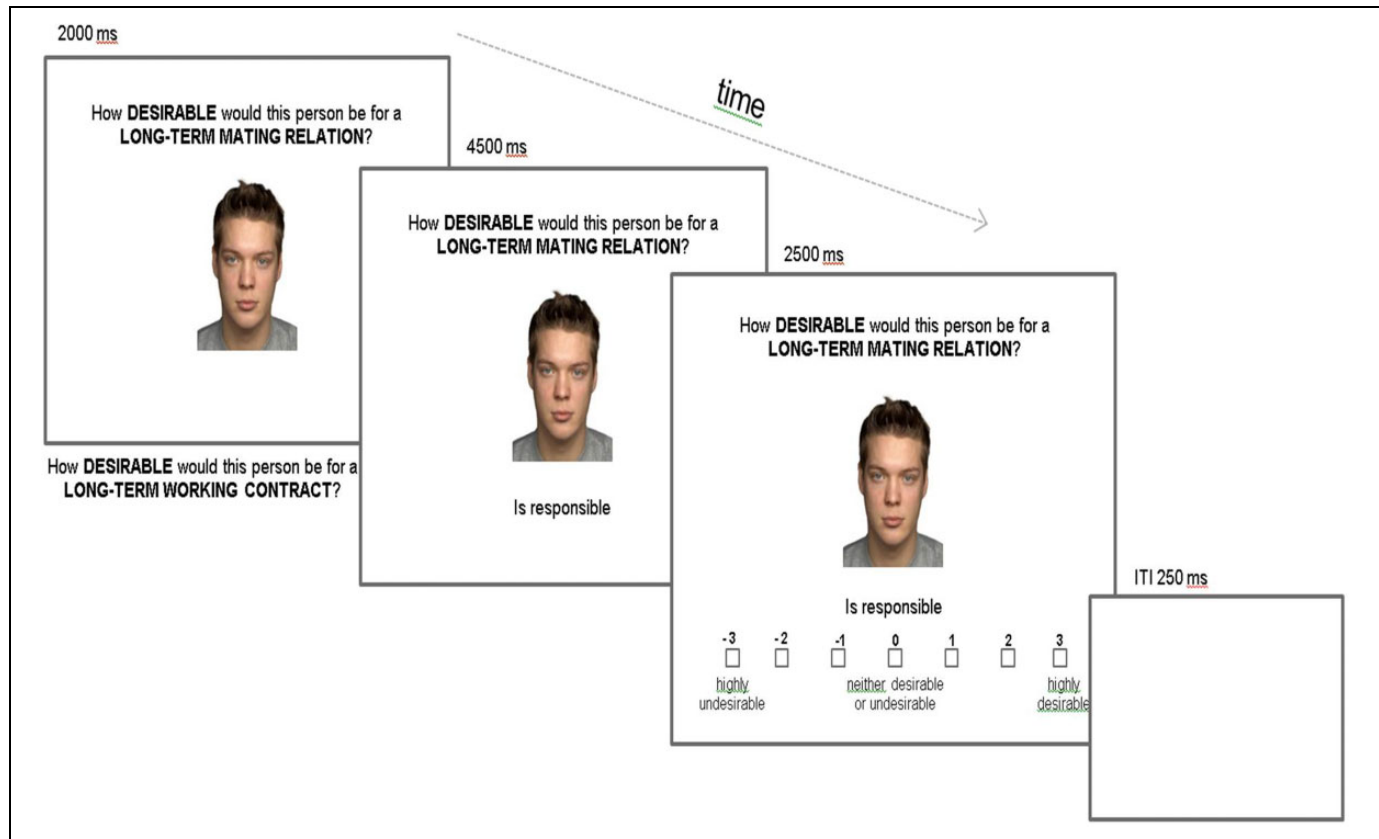 2000 ms
How DESIRABLE would this person be for a
LONG-TERM MATING RELATION?
How DESIRABLE would this person be for a
LONG-TERM WORKING CONTRACT?
time
4500 ms
How DESIRABLE would this person be for a
LONG-TERM MATING RELATION?
Is responsible
2500 ms
How DESIRABLE would this person be for a
LONG-TERM MATING RELATION?
Is responsible
-3 -2 -1 0 1 2 3
highly neither desirable highly
undesirable or undesirable desirable
ITI 250 ms